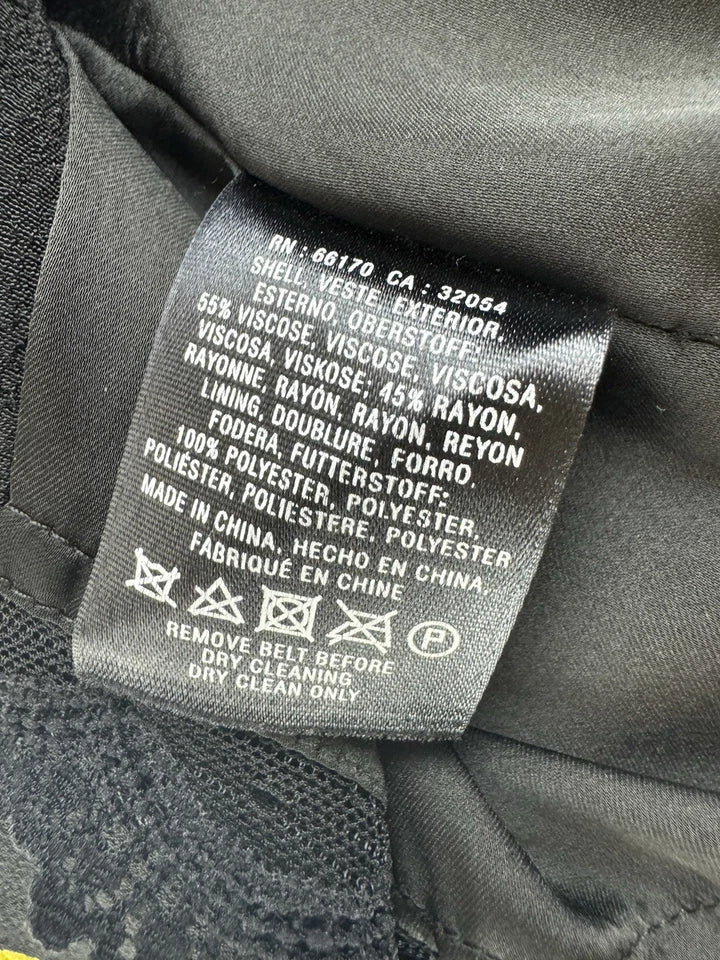 RN : 66170 CA : 32054
SHELL, VESTE, EXTERIOR,
ESTERNO, OBERSTOFF:
55% VISCOSE, VISCOSE, VISCOSA,
VISCOSA, VISKOSE; 45% RAYON,
RAYONNE, RAYÓN, RAYON, REYON
LINING, DOUBLURE, FORRO,
FODERA, FUTTERSTOFF:
100% POLYESTER, POLYESTER,
POLIÉSTER, POLIESTERE, POLYESTER
MADE IN CHINA, HECHO EN CHINA,
FABRIQUÉ EN CHINE
P
REMOVE BELT BEFORE
DRY CLEANING
DRY CLEAN ONLY